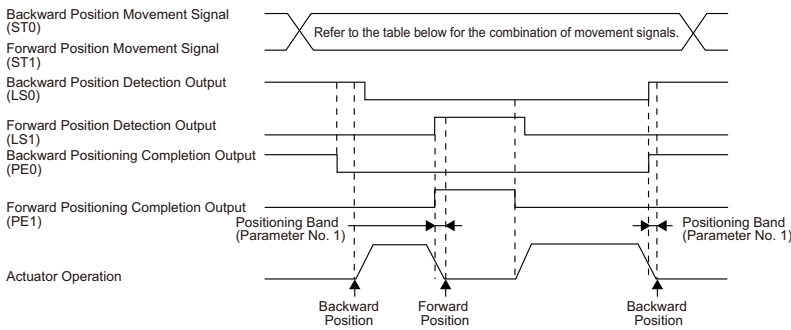 Backward Position Movement Signal
(ST0)
Refer to the table below for the combination of movement signals.
Forward Position Movement Signal
(ST1)
Backward Position Detection Output
(LS0)
Forward Position Detection Output
(LS1)
Backward Positioning Completion Output
(PE0)
Forward Positioning Completion Output
(PE1)
Positioning Band
(Parameter No. 1)
Positioning Band
(Parameter No. 1)
Actuator Operation
Backward
Position
Forward
Position
Backward
Position